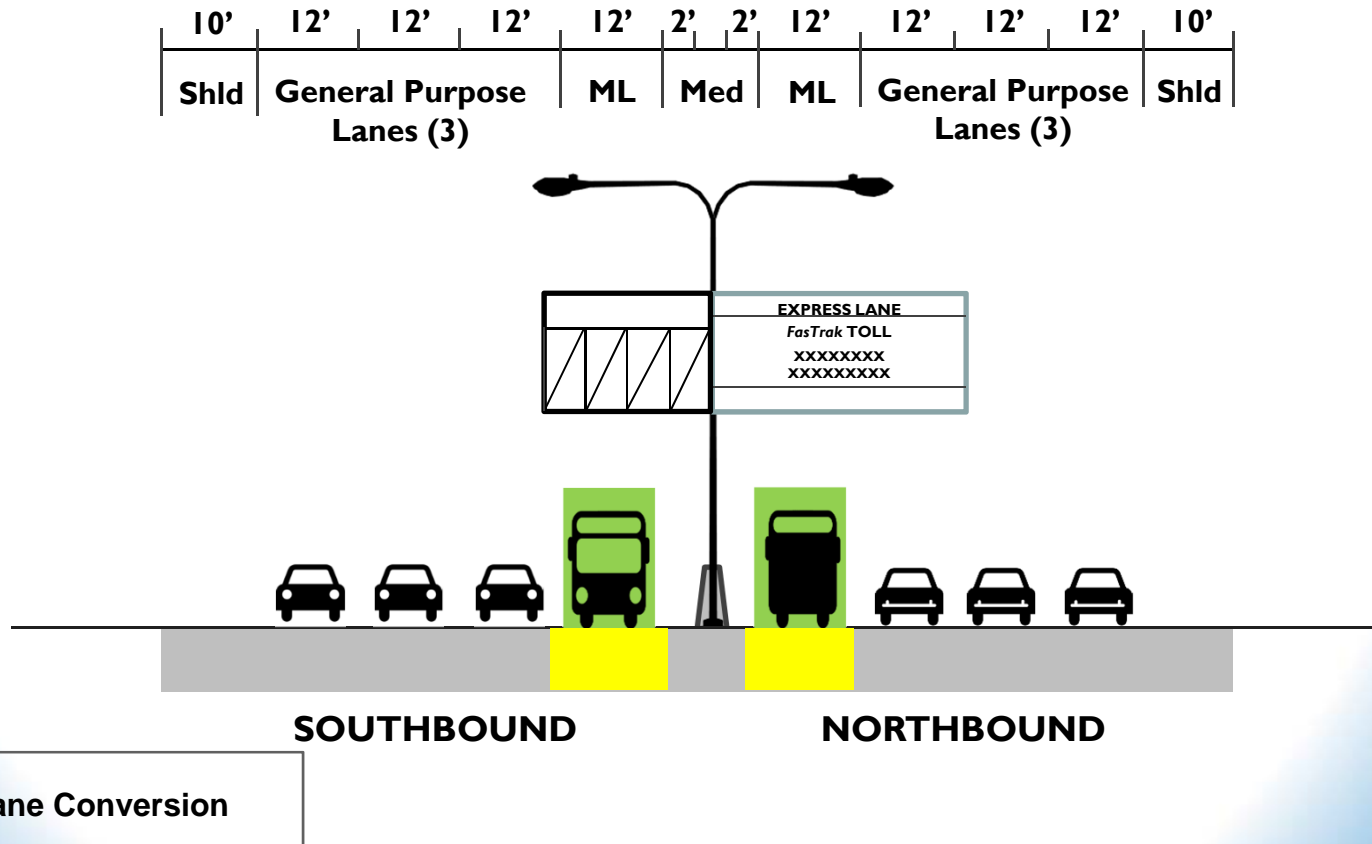 10’ 12’ 12’ 12’ 12’ 2’ 2’ 12’ 12’ 12’ 12’ 10’
Shld General Purpose ML Med ML General Purpose Shld
Lanes (3) Lanes (3)
EXPRESS LANE
FasTrak TOLL
XXXXXXXX
XXXXXXXXX
SOUTHBOUND NORTHBOUND
ane Conversion